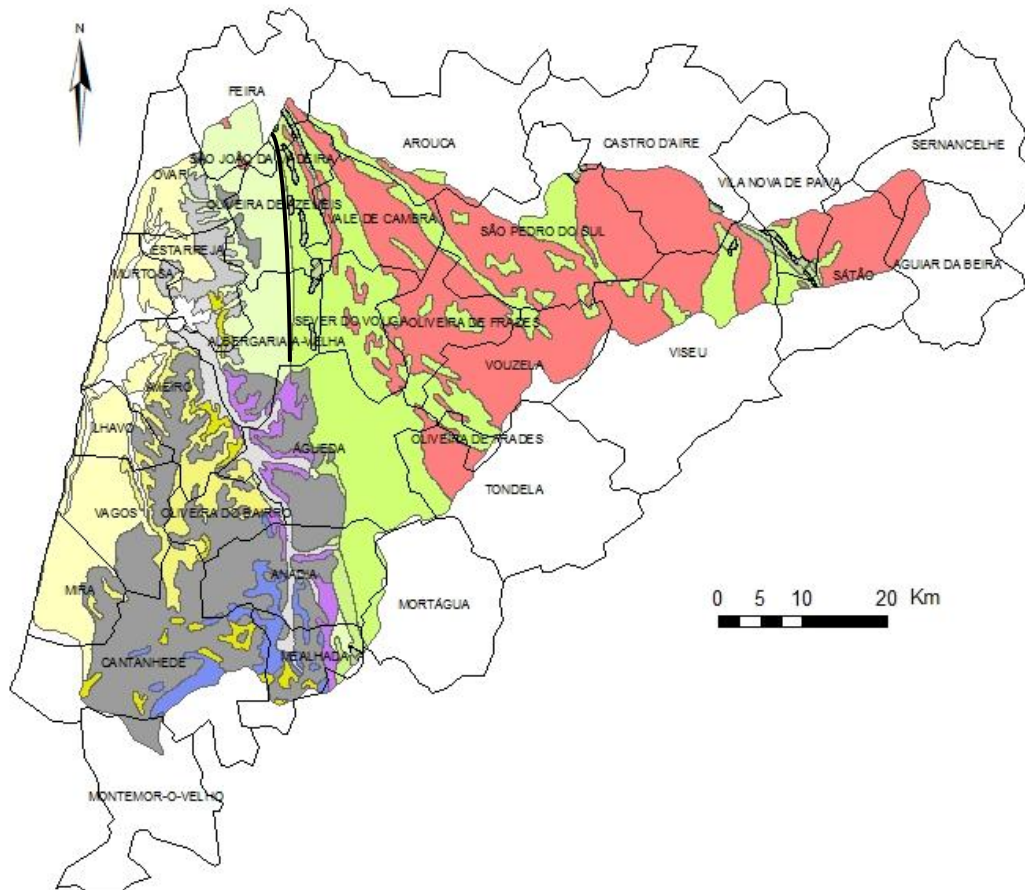 N
FEIRA
AROUCA
CASTRO D'AIRE
SERNANCELHE
SÃO JOÃO DA MADEIRA
OVAR
VILA NOVA DE PAIVA
OLIVEIRA DE AZEMEIS
VALE DE CAMBRA
SÃO PEDRO DO SUL
ESTARREJA
MURTOSA
SÁTÃO
AGUIAR DA BEIRA
SEVER DO VOUGA
OLIVEIRA DE FRADES
ALBERGARIA-A-VELHA
VISEU
VOUZELA
AVEIRO
ILHAVO
OLIVEIRA DE FRADES
ÁGUEDA
TONDELA
VAGOS
OLIVEIRA DO BAIRRO
ANADIA
MIRA
MORTÁGUA
0 5 10 20 Km
MEALHADA
CANTANHEDE
MONTEMOR-O-VELHO